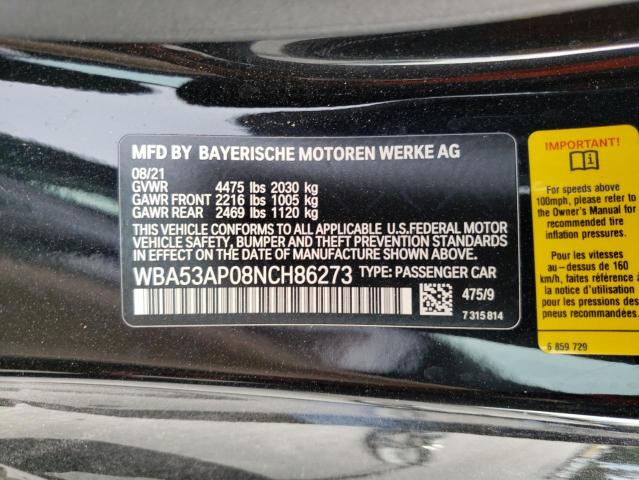 MFD BY BAYERISCHE MOTOREN WERKE AG
08/21
GVWR 4475 lbs 2030 kg
GAWR FRONT 2216 lbs 1005 kg
GAWR REAR 2469 lbs 1120 kg
THIS VEHICLE CONFORMS TO ALL APPLICABLE U.S.FEDERAL MOTOR
VEHICLE SAFETY, BUMPER AND THEFT PREVENTION STANDARDS
IN EFFECT ON THE DATE OF MANUFACTURE SHOWN ABOVE.
WBA53AP08NCH86273 TYPE: PASSENGER CAR
475/9
7 315 814
IMPORTANT!
For speeds above
100mph, please refer to
the Owner's Manual for
recommended tire
inflation pressures.
Pour les vitesses
au-dessus de 160
km/h, faites référence à
la notice d'utilisation
pour les pressions des
pneus recommandées.
6 859 729